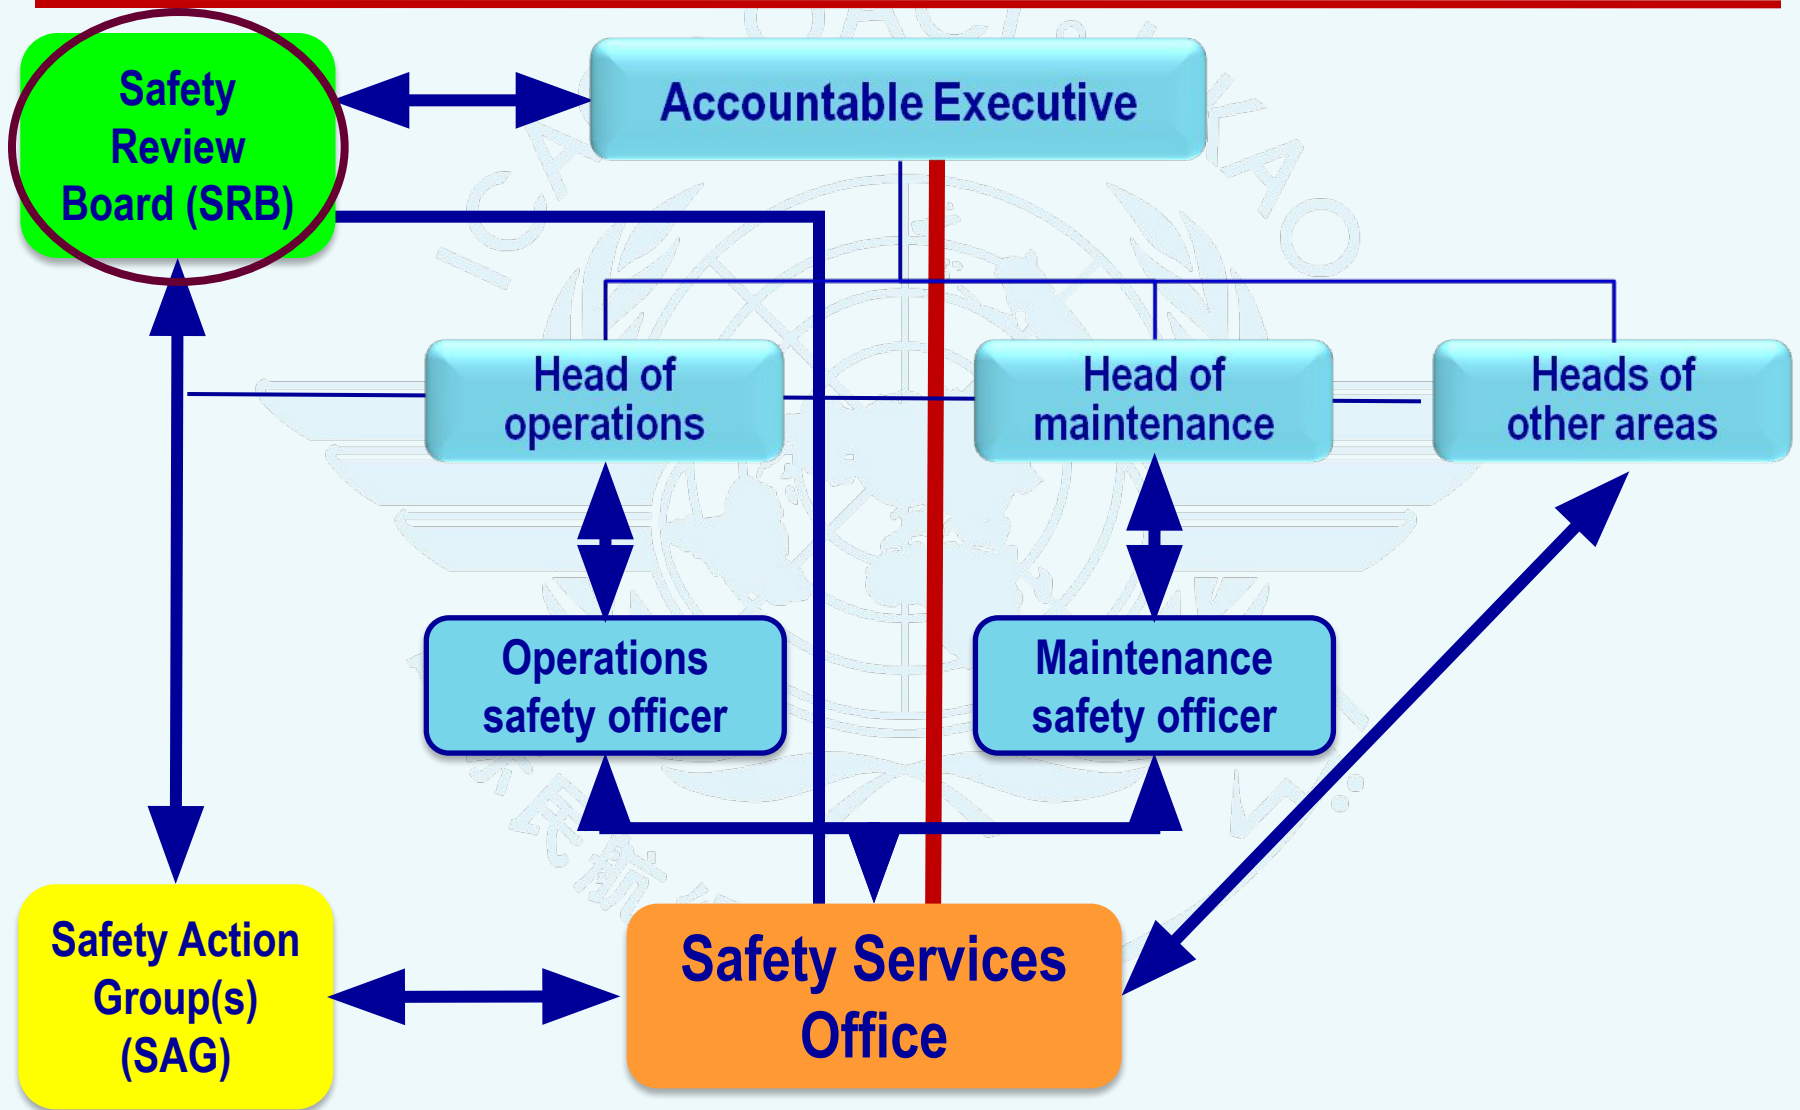 Safety
Review
Board (SRB)
Accountable Executive
Head of
operations
Head of
maintenance
Heads of
other areas
Operations
safety officer
Maintenance
safety officer
Safety Action
Group(s)
(SAG)
Safety Services
Office